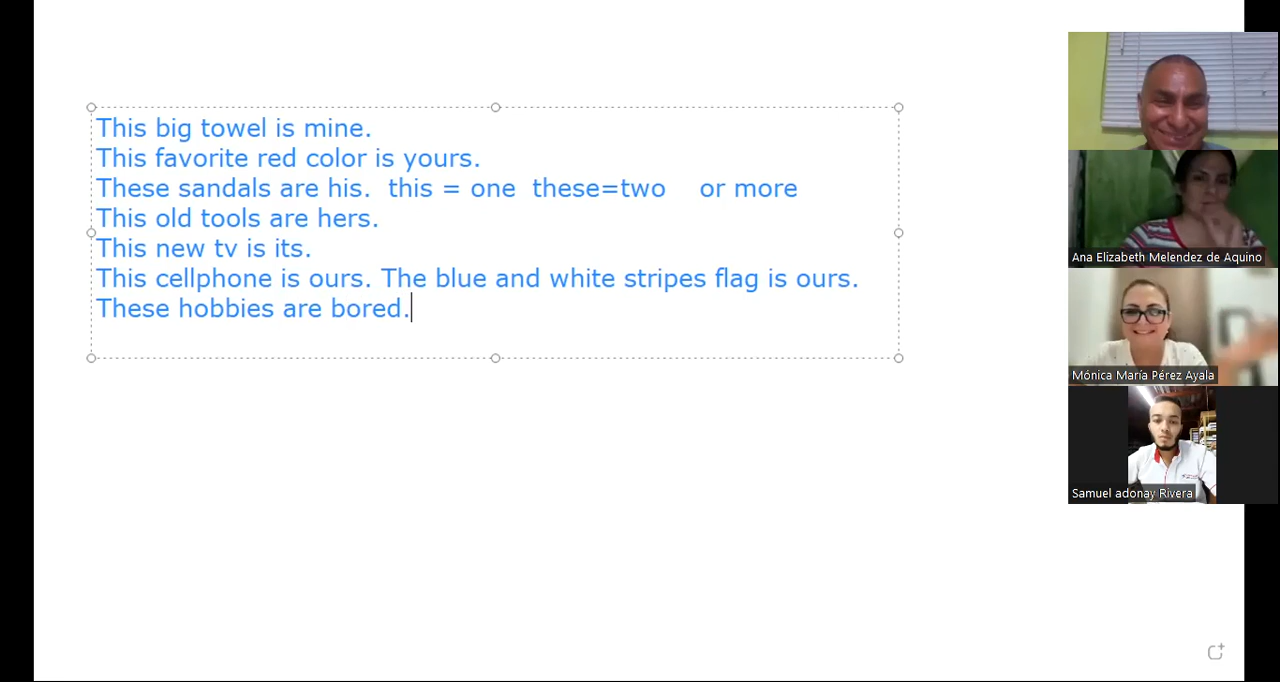 This big towel is mine.
This favorite red color is yours.
These sandals are his. this = one these=two or more
This old tools are hers.
This new tv is its.
This cellphone is ours. The blue and white stripes flag is ours.
These hobbies are bored.
Ana Elizabeth Melendez de Aquino
Mónica María Pérez Ayala
Samuel adonay Rivera